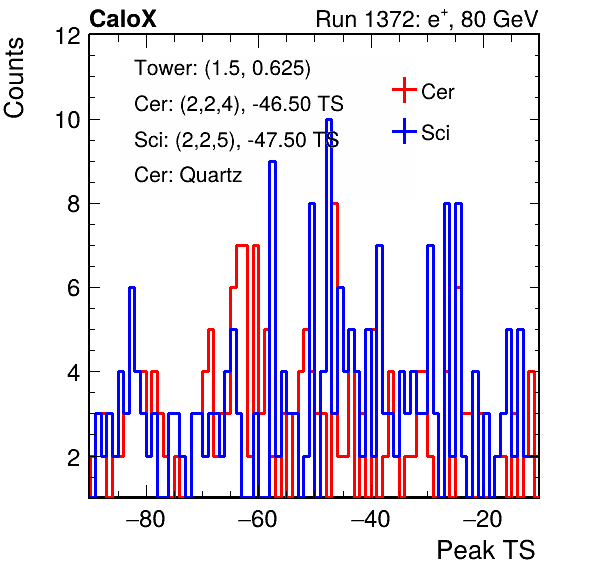 CaloX Run 1372: e⁺, 80 GeV
Counts
12
10
8
6
4
2
Tower: (1.5, 0.625)
Cer: (2,2,4), -46.50 TS
Sci: (2,2,5), -47.50 TS
Cer: Quartz
Cer
Sci
−80 −60 −40 −20
Peak TS